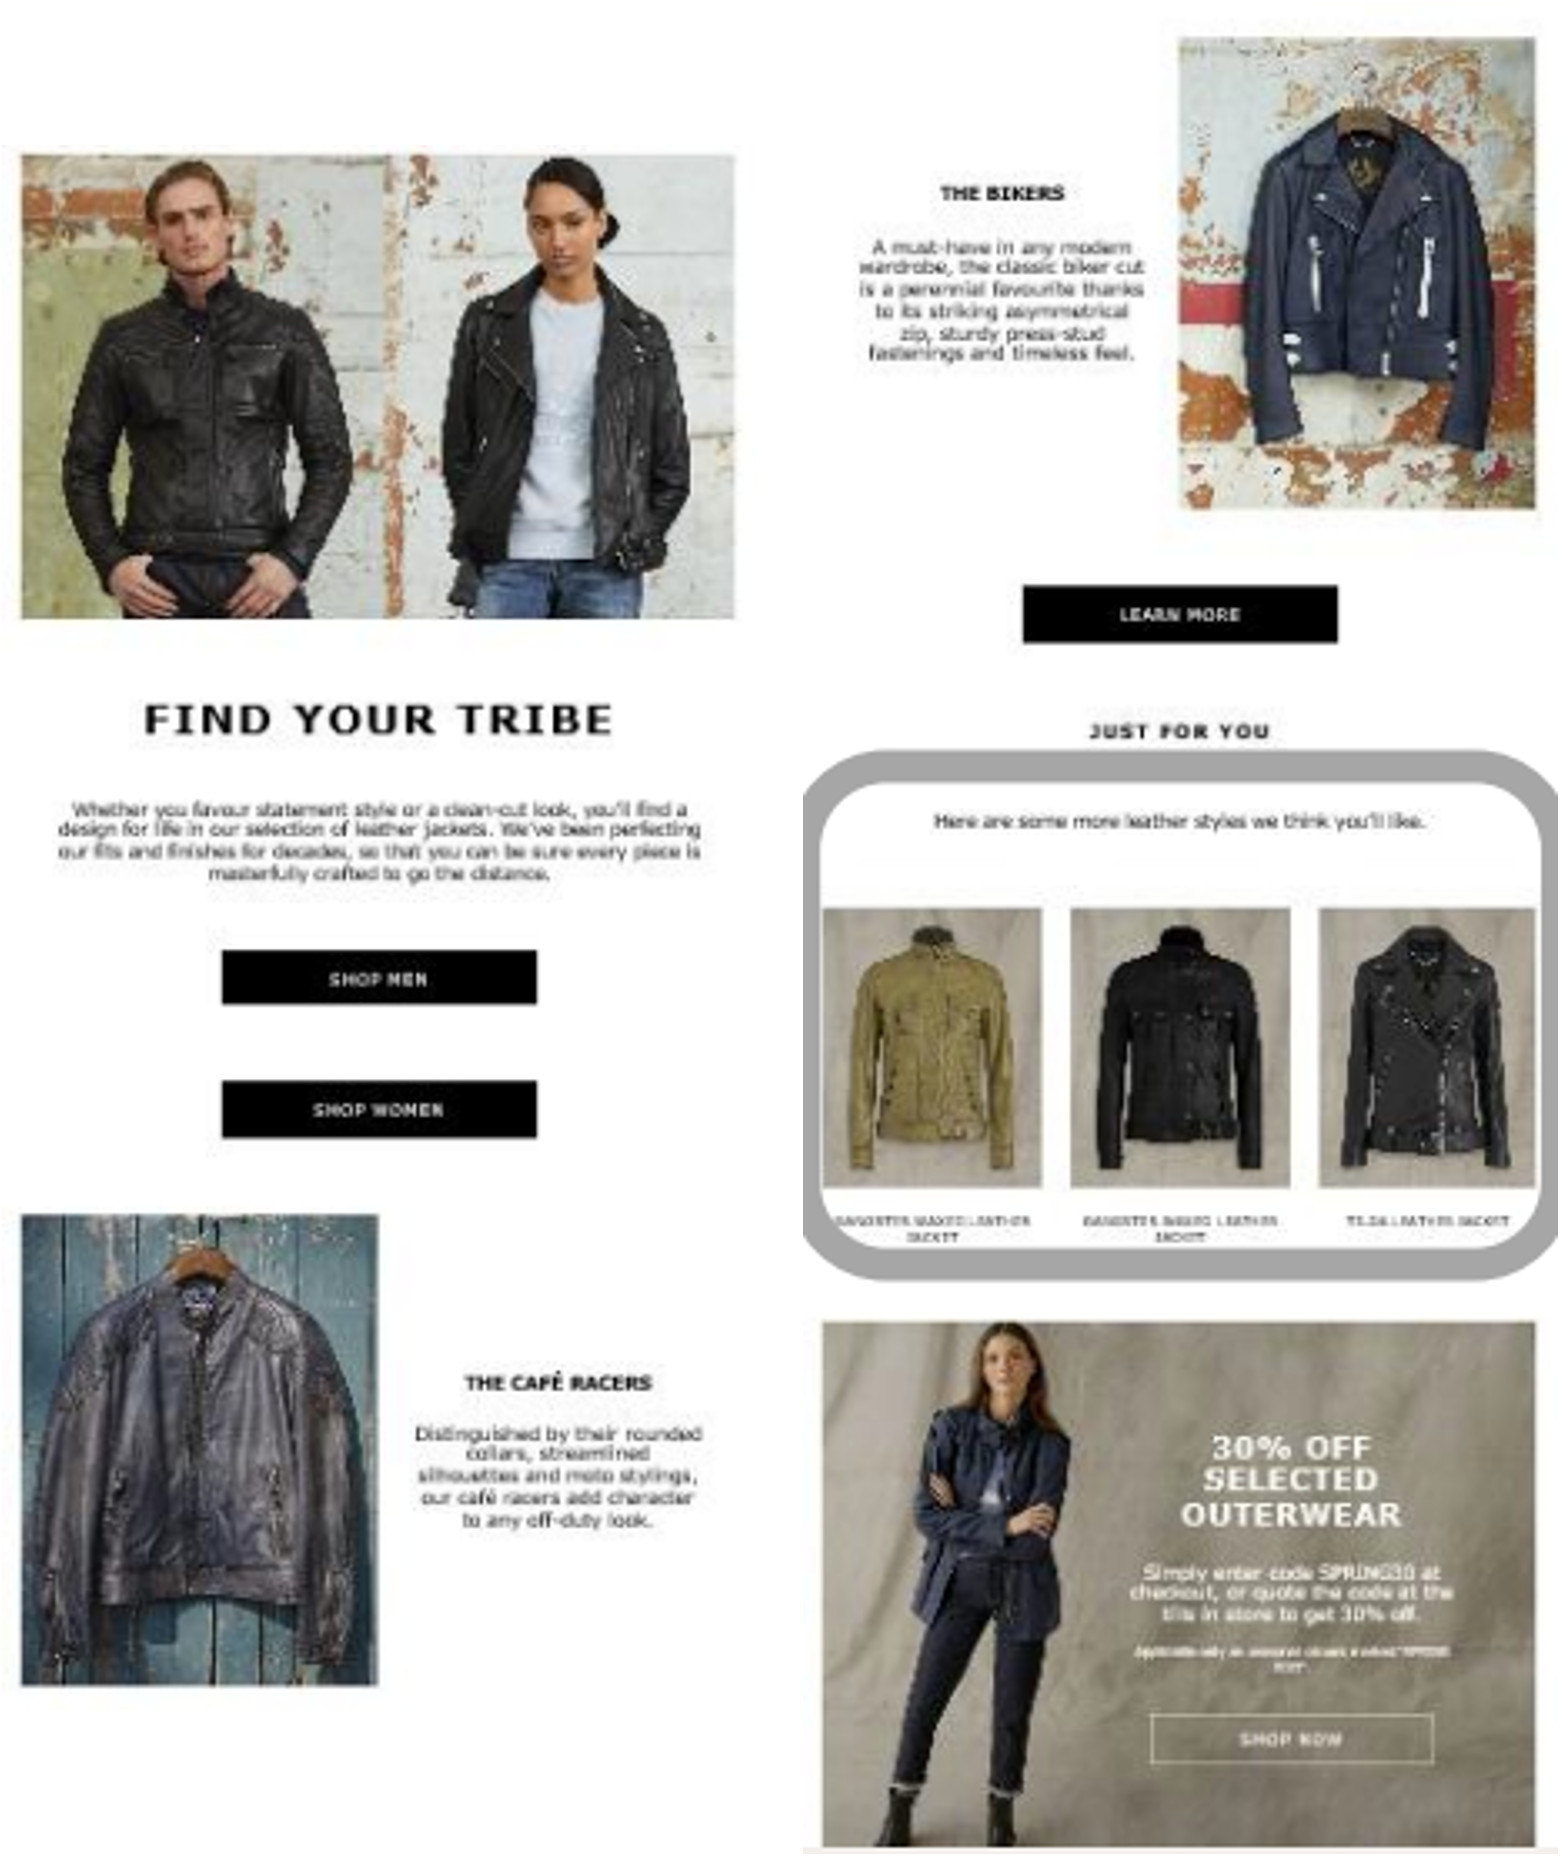 FIND YOUR TRIBE
Whether you favour statement style or a clean-cut look, you'll find a
design for life in our selection of leather jackets. We've been perfecting
our fits and finishes for decades, so that you can be sure every piece is
masterfully crafted to go the distance.
SHOP MEN
SHOP WOMEN
THE CAFÉ RACERS
Distinguished by their rounded
collars, streamlined
silhouettes and moto stylings,
our café racers add character
to any off-duty look.
THE BIKERS
A must-have in any modern
wardrobe, the classic biker cut
is a perennial favourite thanks
to its striking asymmetrical
zip, sturdy press-stud
fastenings and timeless feel.
LEARN MORE
JUST FOR YOU
Here are some more leather styles we think you'll like.
GANGSTER WAXED LEATHER
JACKET
GANGSTER WAXED LEATHER
JACKET
LEATHER JACKET
30% OFF
SELECTED
OUTERWEAR
Simply enter code SPRING30 at
checkout, or quote the code at the
tills in store to get 30% off.
SHOP NOW